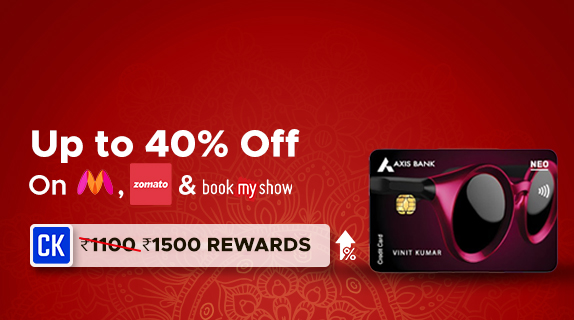 Up to 40% Off
On M, zomato & book my show
CK ₹1100 ₹1500 REWARDS %
AXIS BANK
NEO
VINIT KUMAR
Credit Card